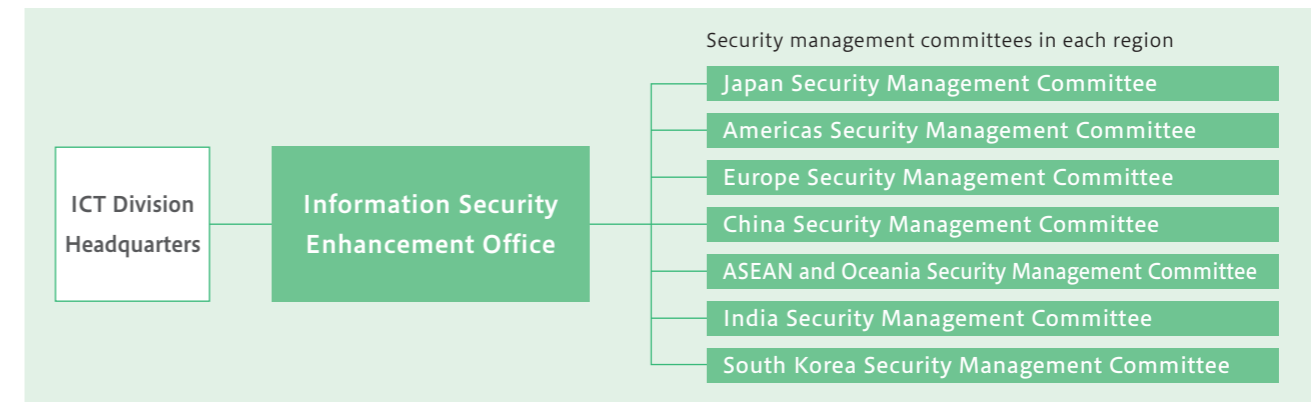 Security management committees in each region
ICT Division
Headquarters
Information Security
Enhancement Office
Japan Security Management Committee
Americas Security Management Committee
Europe Security Management Committee
China Security Management Committee
ASEAN and Oceania Security Management Committee
India Security Management Committee
South Korea Security Management Committee